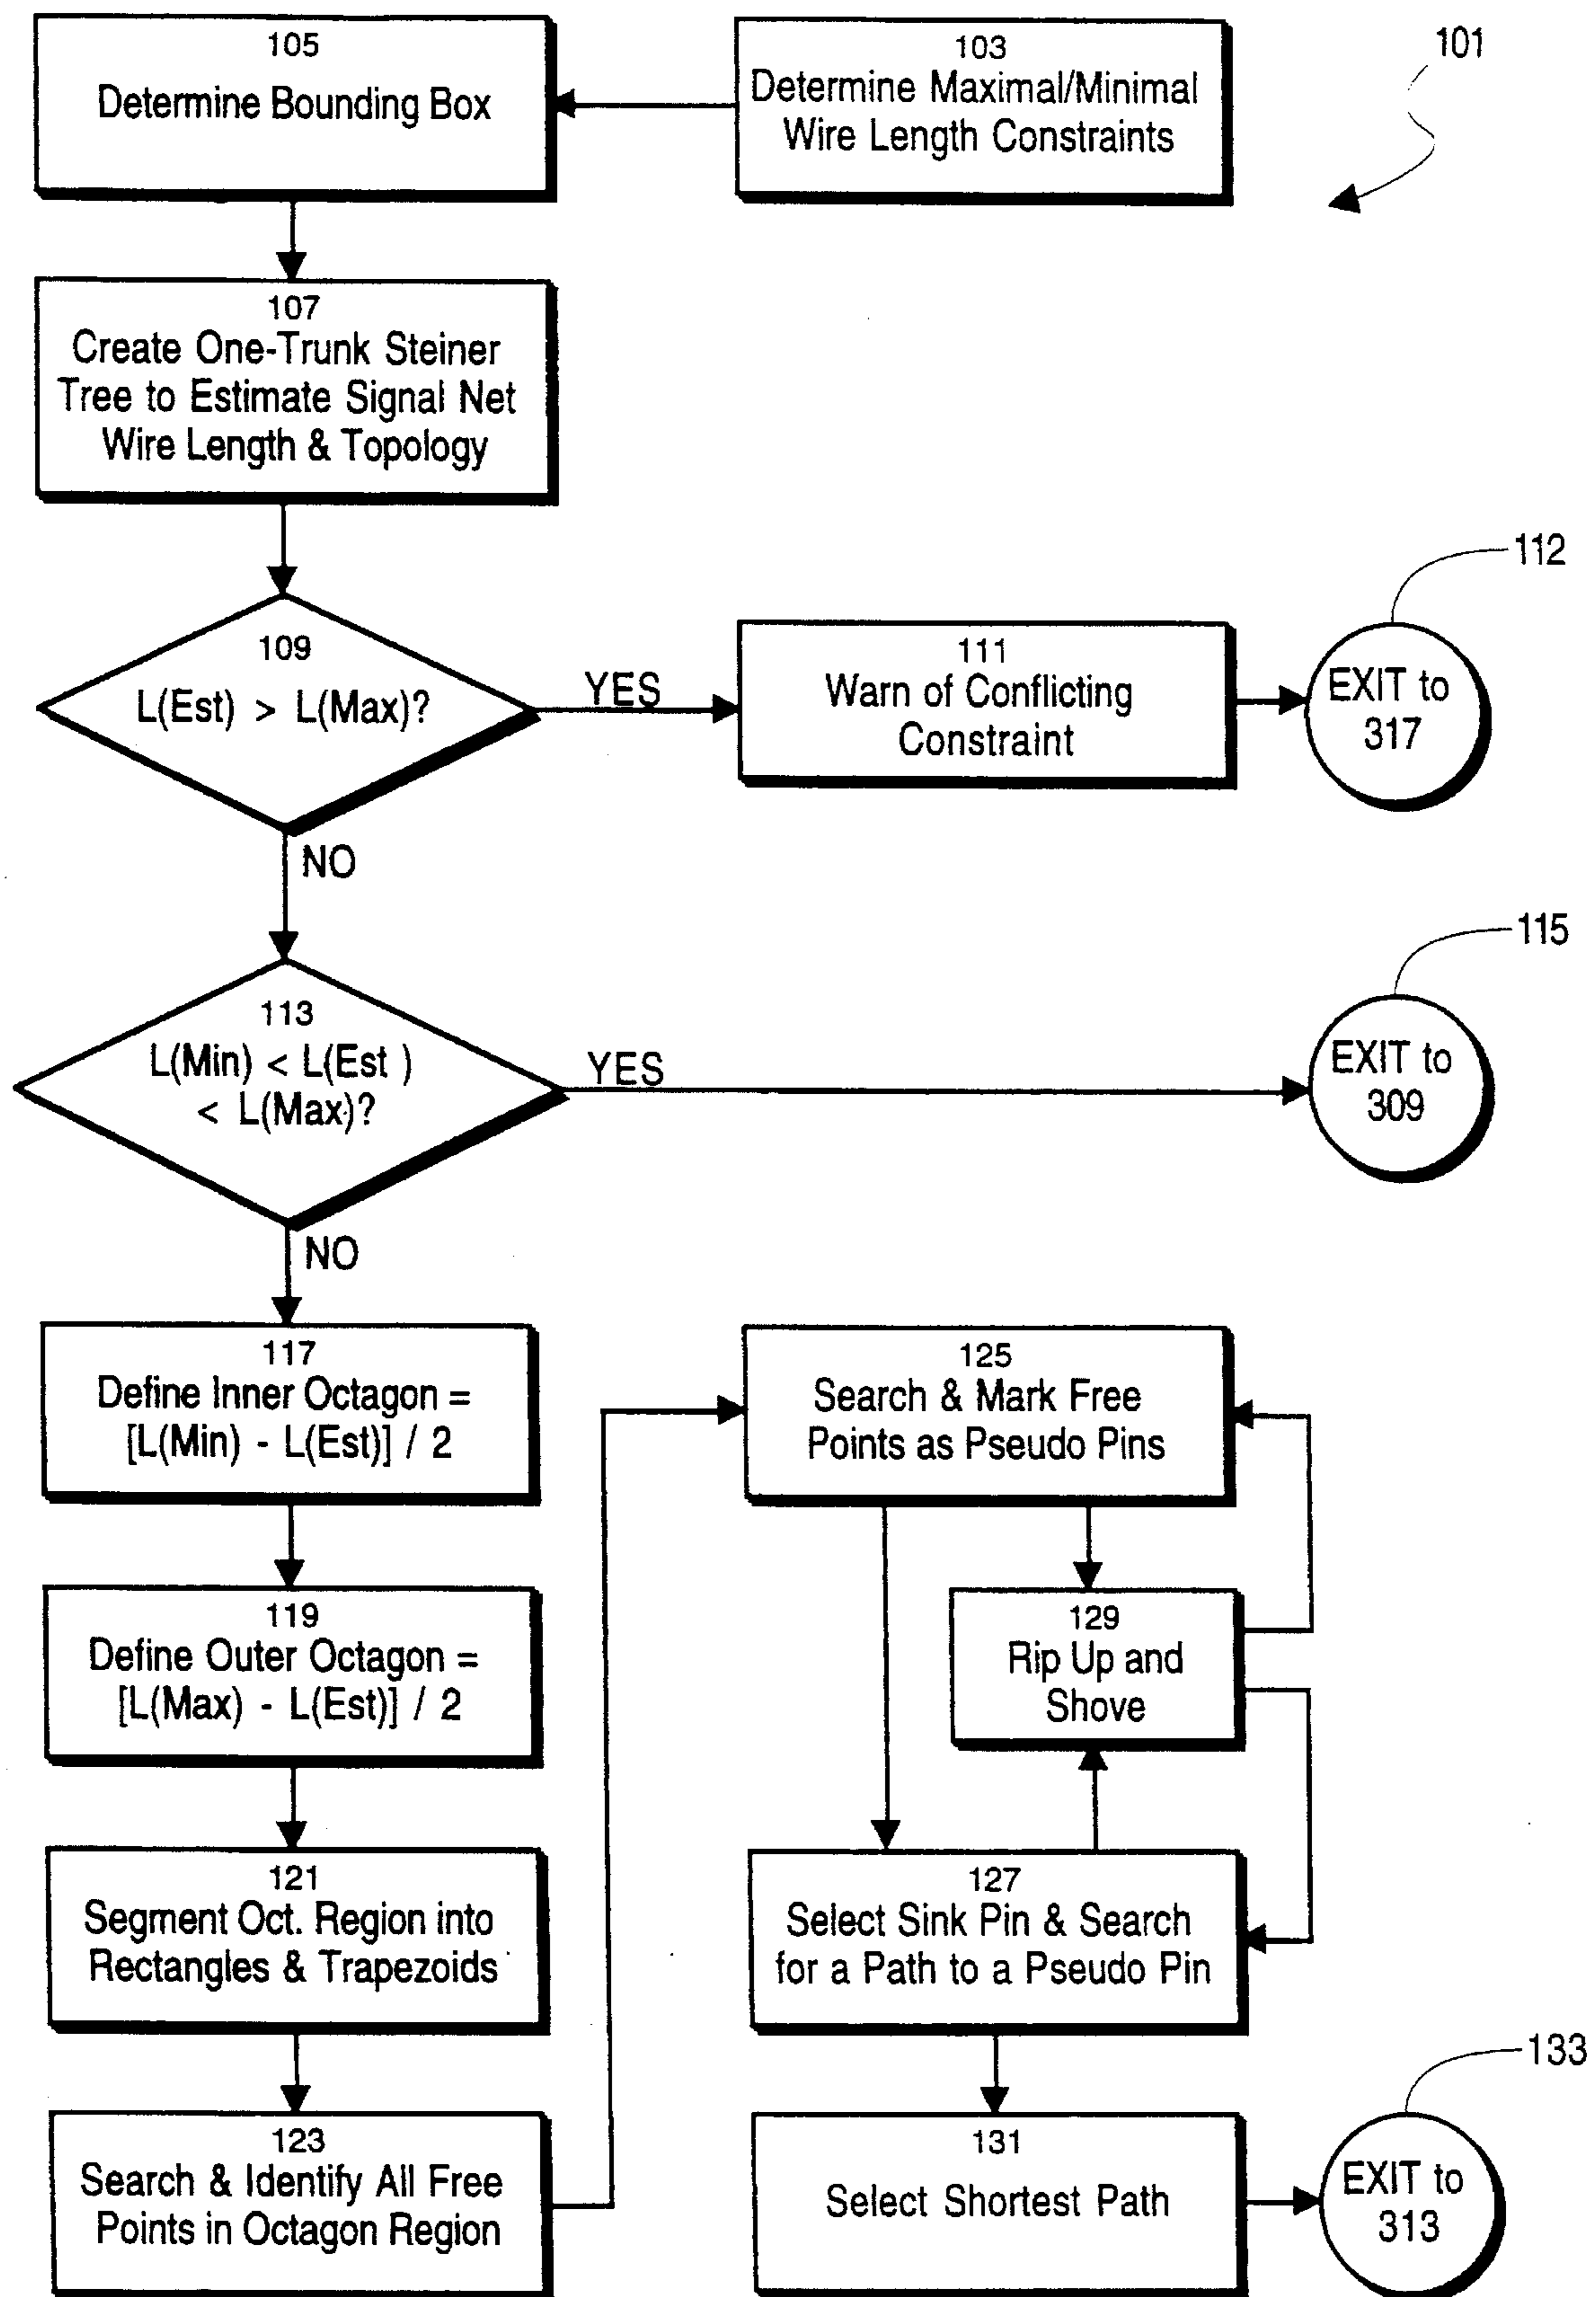 105
Determine Bounding Box
103
Determine Maximal/Minimal
Wire Length Constraints
101
107
Create One-Trunk Steiner
Tree to Estimate Signal Net
Wire Length & Topology
109
L(Est) > L(Max)?
YES
111
Warn of Conflicting
Constraint
112
EXIT to
317
NO
113
L(Min) < L(Est )
< L(Max)?
YES
115
EXIT to
309
NO
117
Define Inner Octagon =
[L(Min) - L(Est)] / 2
119
Define Outer Octagon =
[L(Max) - L(Est)] / 2
121
Segment Oct. Region into
Rectangles & Trapezoids
123
Search & Identify All Free
Points in Octagon Region
125
Search & Mark Free
Points as Pseudo Pins
129
Rip Up and
Shove
127
Select Sink Pin & Search
for a Path to a Pseudo Pin
131
Select Shortest Path
133
EXIT to
313